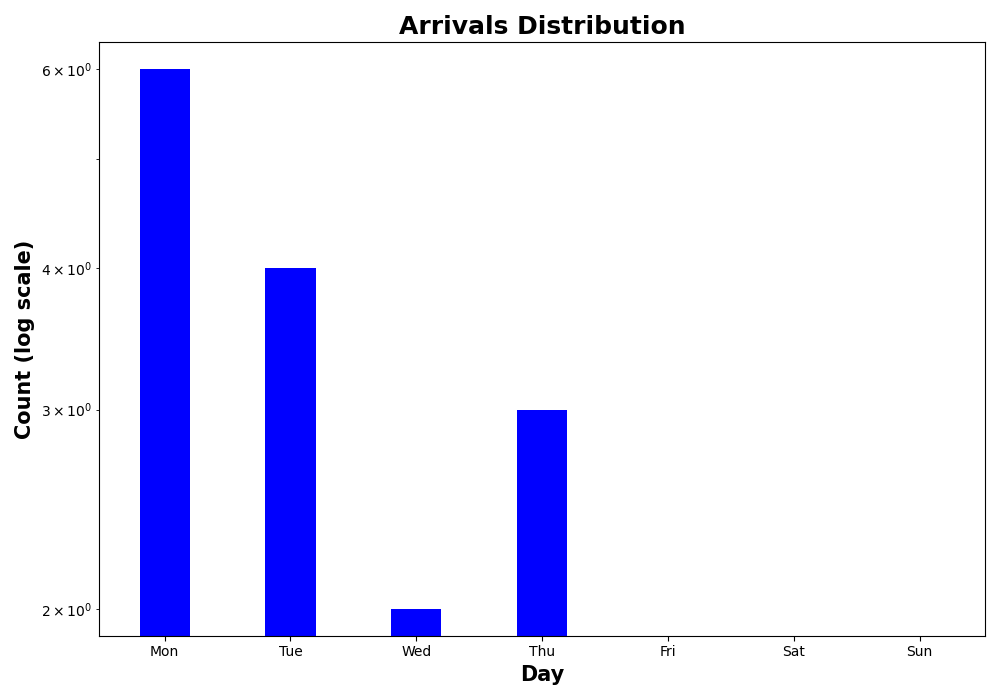 Arrivals Distribution
Count (log scale)
6 × 10⁰
4 × 10⁰
3 × 10⁰
2 × 10⁰
Mon Tue Wed Thu Fri Sat Sun
Day